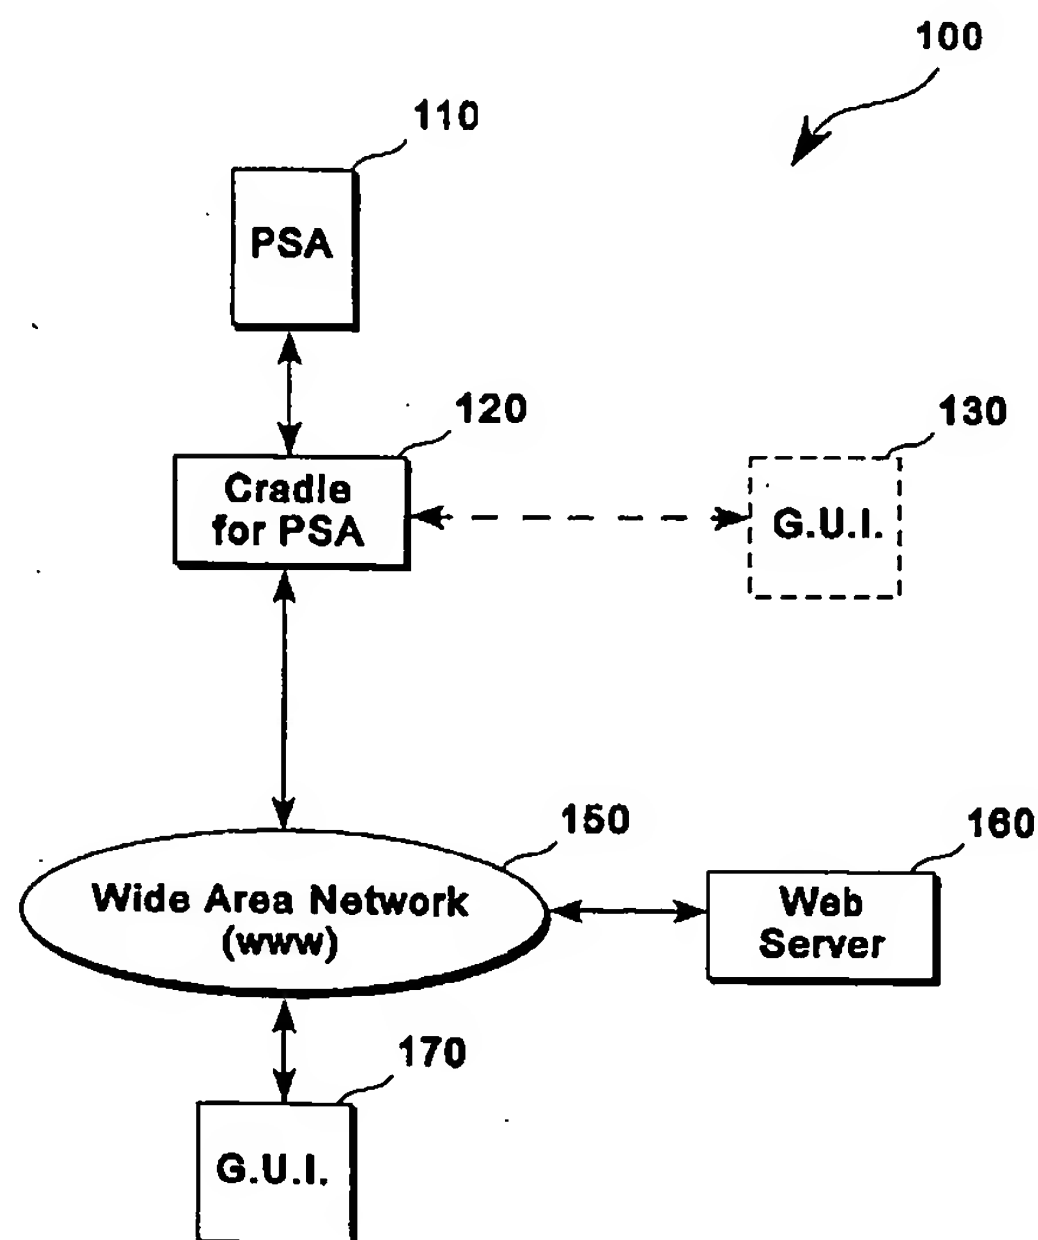 100
110
PSA
120
130
Cradle
for PSA
G.U.I.
150
160
Wide Area Network
(www)
Web
Server
170
G.U.I.